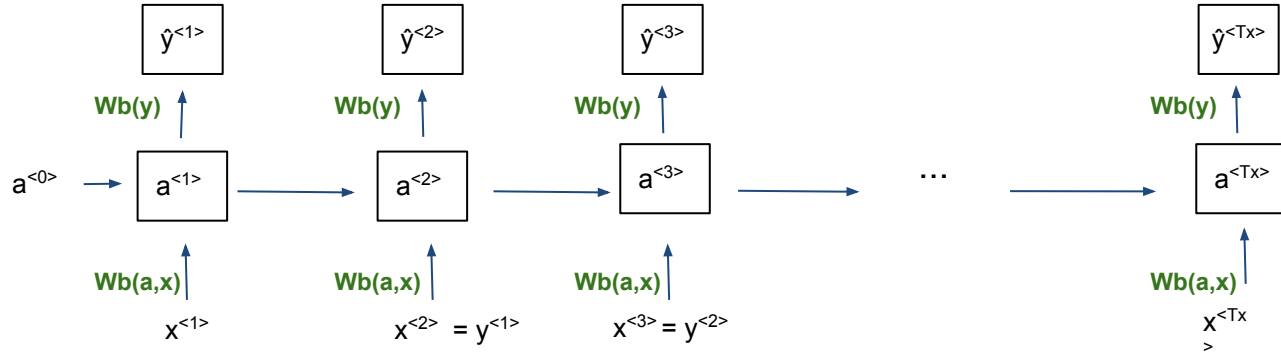 ŷ<1> ŷ<2> ŷ<3> ŷ<Tx>
Wb(y) Wb(y) Wb(y) Wb(y)
a<0> a<1> a<2> a<3> ... a<Tx>
Wb(a,x) Wb(a,x) Wb(a,x) Wb(a,x)
x<1> x<2> = y<1> x<3> = y<2> x<Tx
>